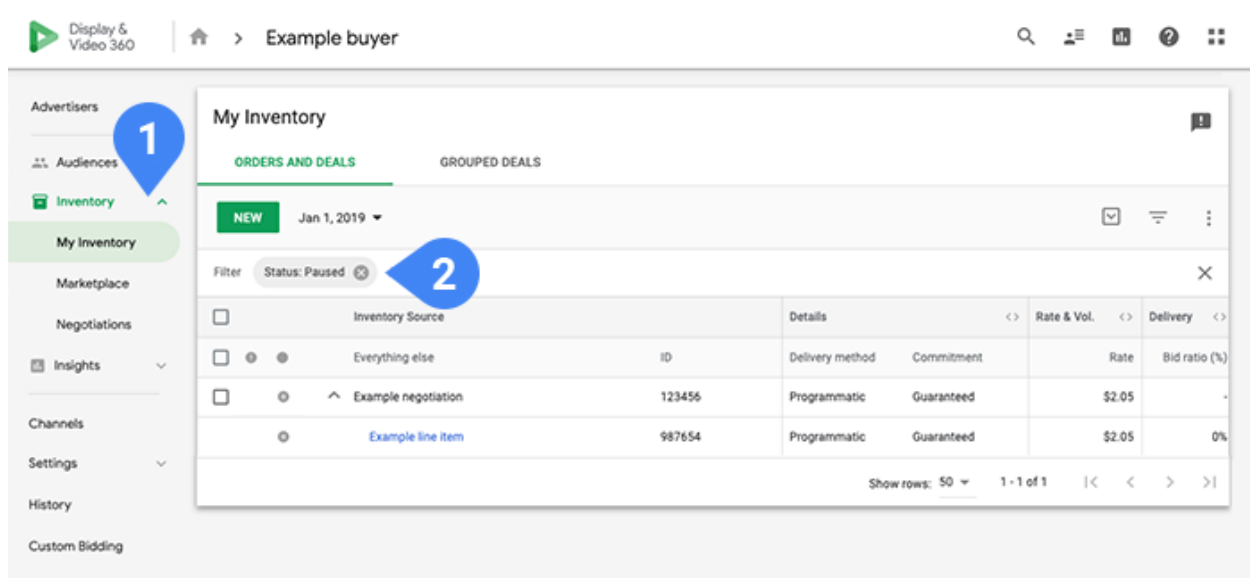 Display &
Video 360
Example buyer
Advertisers
Audiences
Inventory
My Inventory
Marketplace
Negotiations
Insights
Channels
Settings
History
Custom Bidding
1
My Inventory
ORDERS AND DEALS GROUPED DEALS
NEW Jan 1, 2019
Filter Status: Paused
2
Inventory Source Details Rate & Vol. Delivery
Everything else ID Delivery method Commitment Rate Bid ratio (%)
Example negotiation 123456 Programmatic Guaranteed $2.05 -
Example line item 987654 Programmatic Guaranteed $2.05 0%
Show rows: 50 1 - 1 of 1